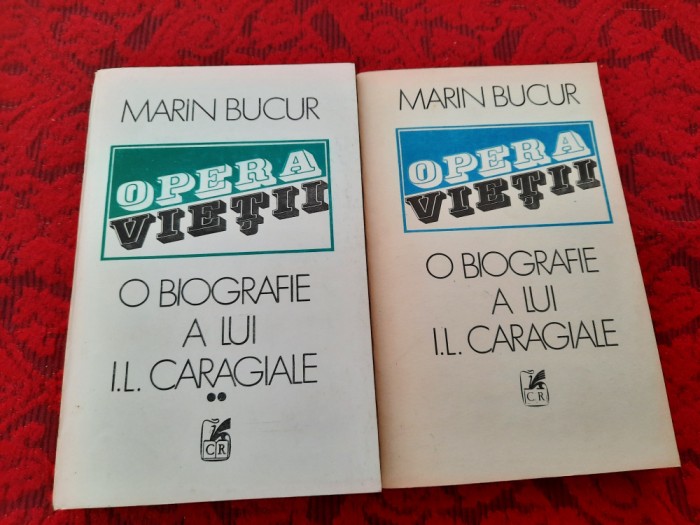 MARIN BUCUR
OPERA
VIEȚII
O BIOGRAFIE
A LUI
I.L. CARAGIALE
CR
MARIN BUCUR
OPERA
VIEȚII
O BIOGRAFIE
A LUI
I.L. CARAGIALE
CR